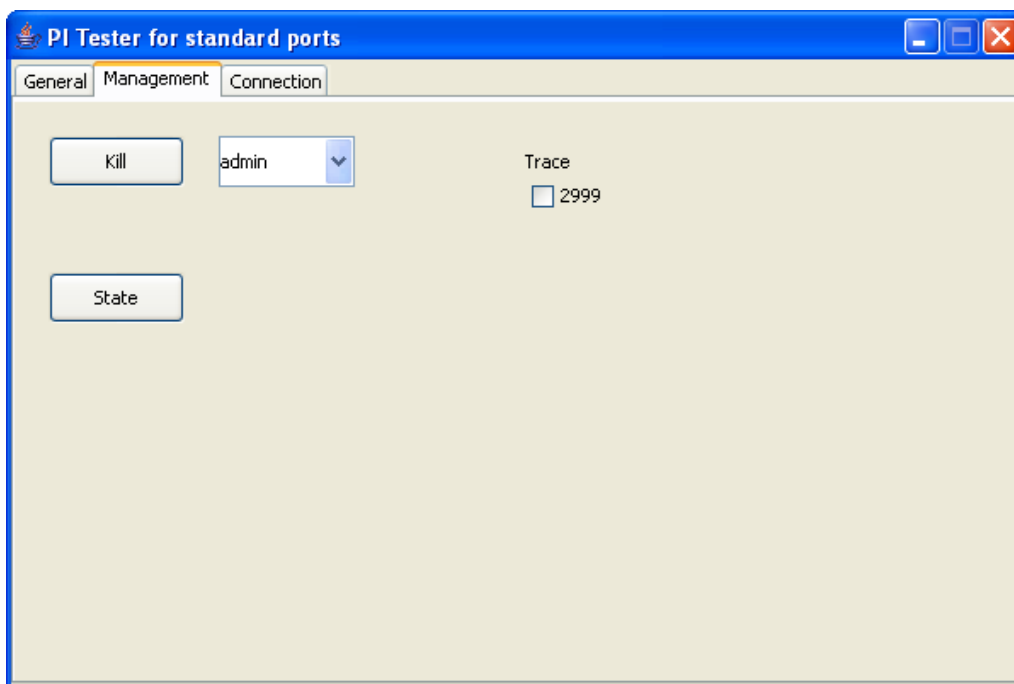 PI Tester for standard ports
General Management Connection
Kill admin Trace
2999
State